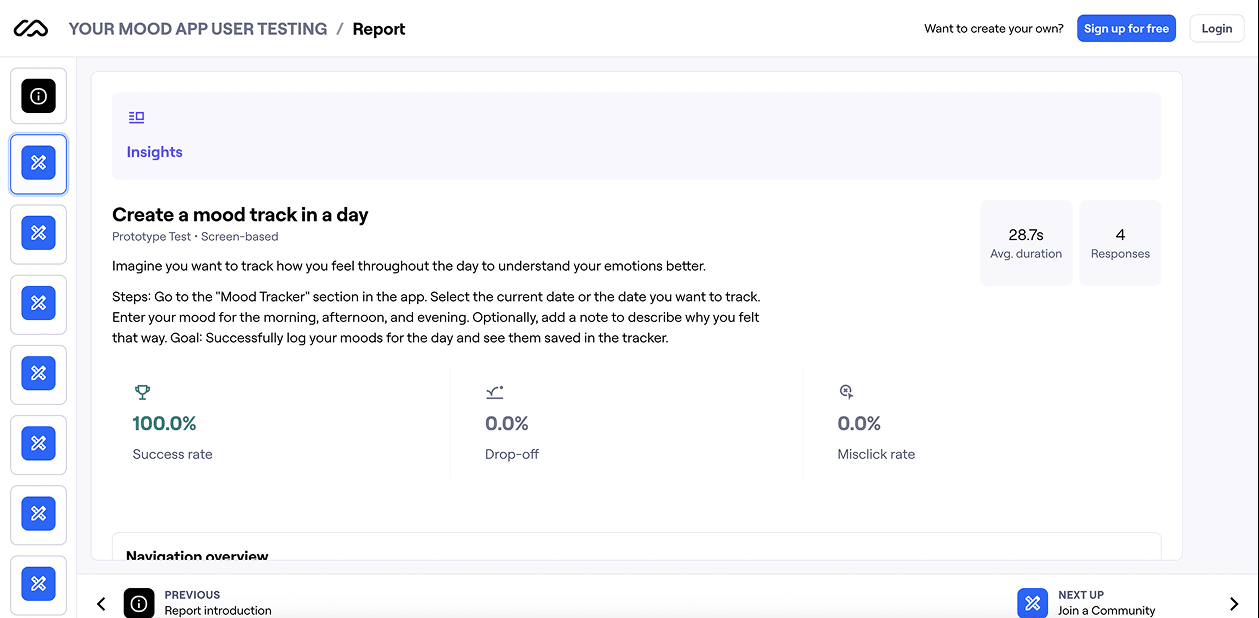 YOUR MOOD APP USER TESTING / Report
Want to create your own?
Sign up for free
Login
Insights
Create a mood track in a day
Prototype Test • Screen-based
28.7s
Avg. duration
4
Responses
Imagine you want to track how you feel throughout the day to understand your emotions better.
Steps: Go to the "Mood Tracker" section in the app. Select the current date or the date you want to track.
Enter your mood for the morning, afternoon, and evening. Optionally, add a note to describe why you felt
that way. Goal: Successfully log your moods for the day and see them saved in the tracker.
100.0%
Success rate
0.0%
Drop-off
0.0%
Misclick rate
Navigation overview
PREVIOUS
Report introduction
NEXT UP
Join a Community